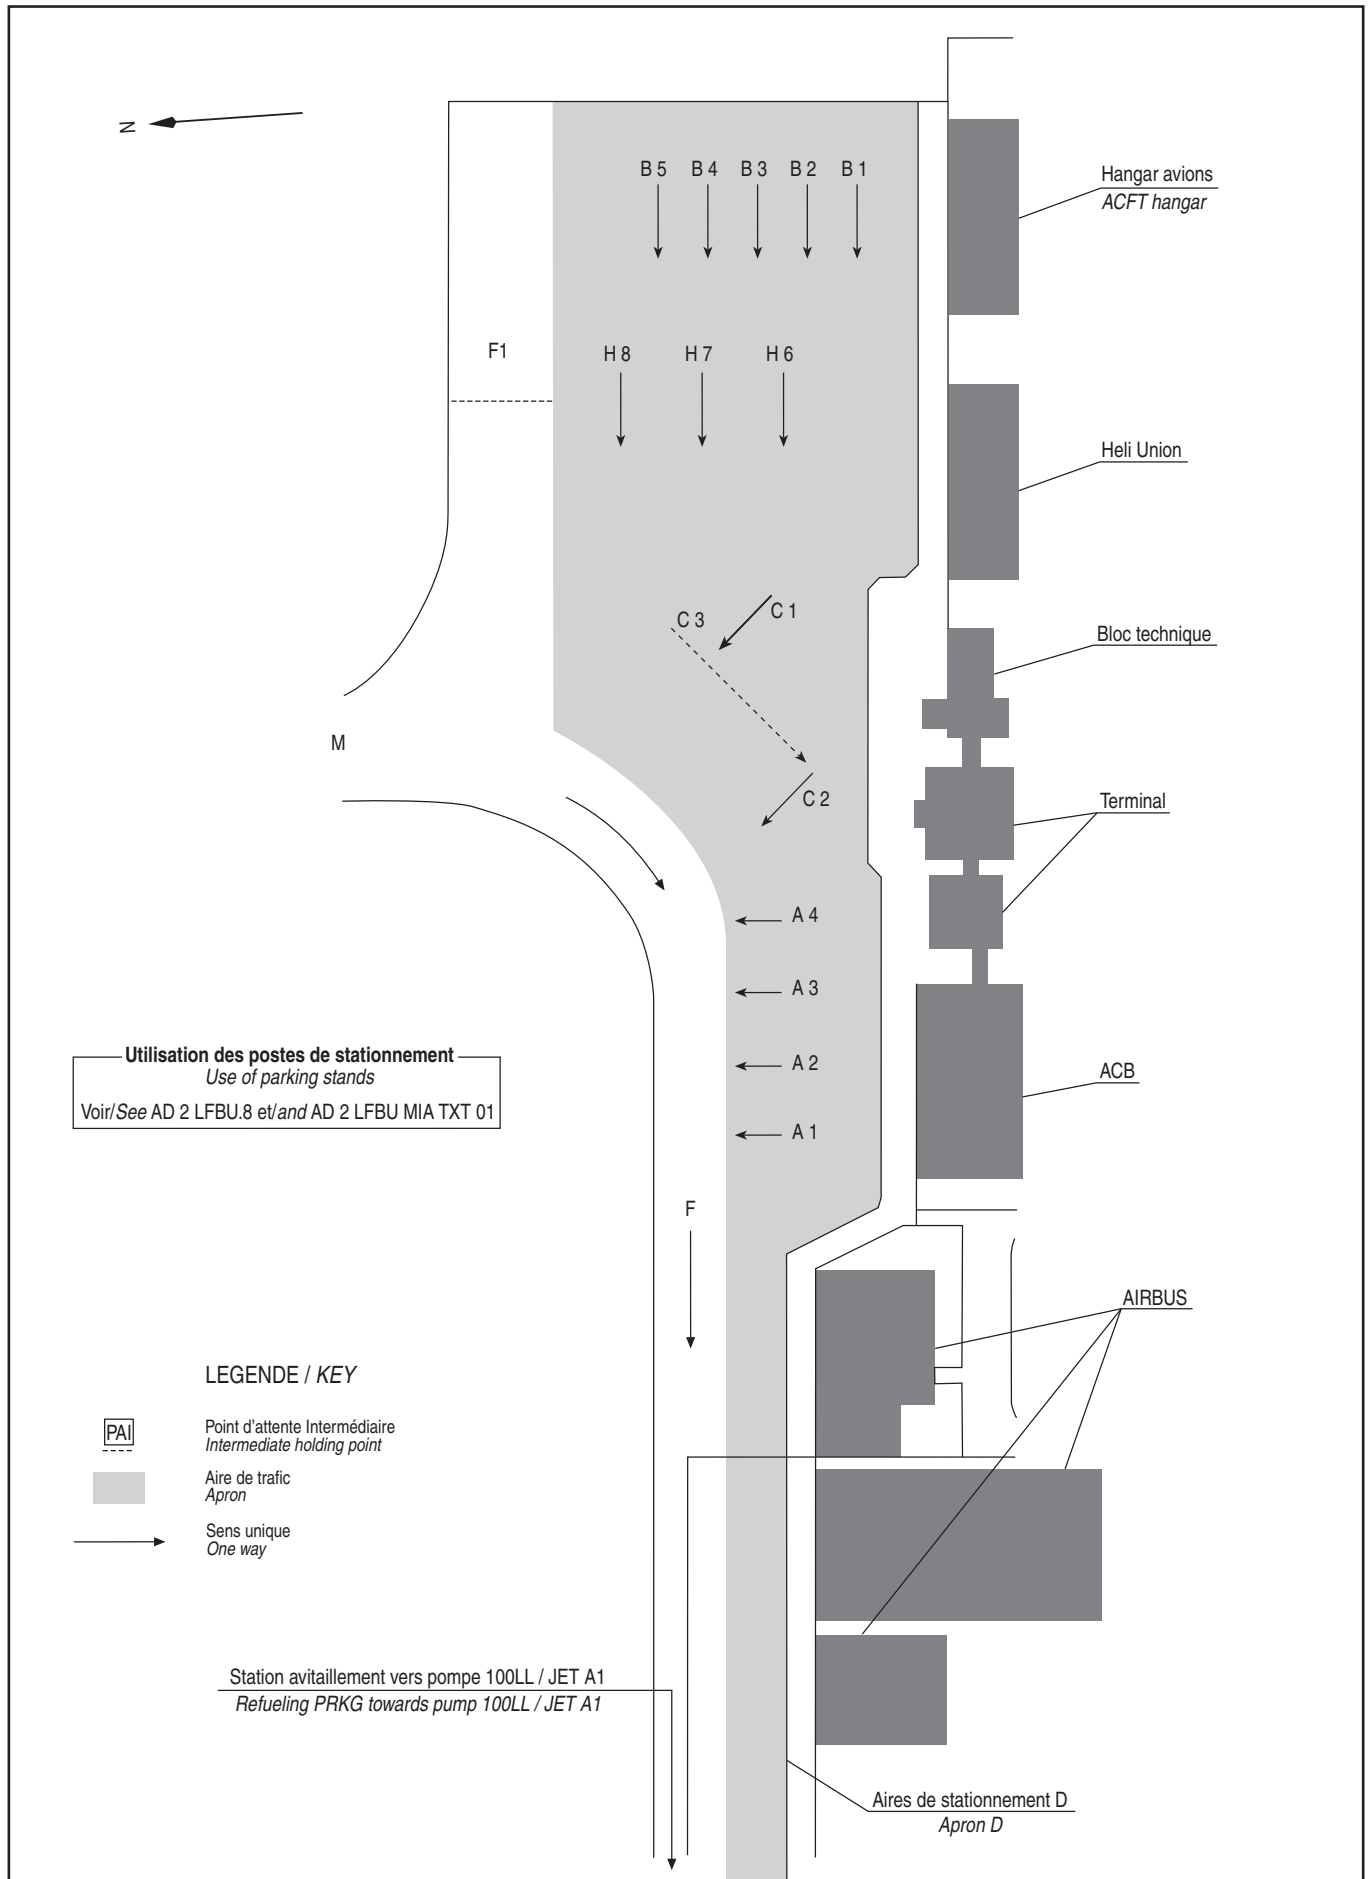 N
B 5 B 4 B 3 B 2 B 1
Hangar avions
ACFT hangar
F1
H 8 H 7 H 6
Heli Union
C 3 C 1
Bloc technique
M
C 2
Terminal
A 4
A 3
Utilisation des postes de stationnement
Use of parking stands
Voir/See AD 2 LFBU.8 et/and AD 2 LFBU MIA TXT 01
A 2
ACB
A 1
F
AIRBUS
LEGENDE / KEY
PAI
Point d'attente Intermédiaire
Intermediate holding point
Aire de trafic
Apron
Sens unique
One way
Station avitaillement vers pompe 100LL / JET A1
Refueling PRKG towards pump 100LL / JET A1
Aires de stationnement D
Apron D